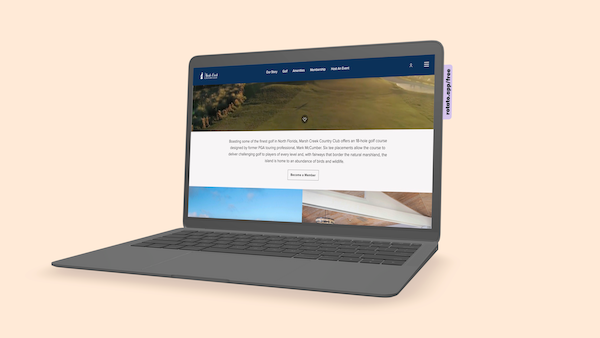 Our Story Golf Amenities Membership Host An Event
Boasting some of the finest golf in North Florida, Marsh Creek Country Club offers an 18-hole golf course
designed by former PGA touring professional, Mark McCumber. Six tee placements allow the course to
deliver challenging golf to players of every level and, with fairways that border the natural marshland, the
island is home to an abundance of birds and wildlife.
Become a Member
rotato.app/free